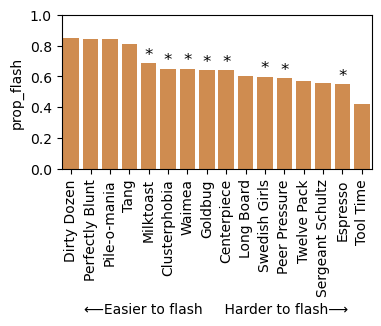 prop_flash
1.0
0.8
0.6
0.4
0.2
0.0
* * * * * * * *
Dirty Dozen
Perfectly Blunt
Pile-o-mania
Tang
Milktoast
Clusterphobia
Waimea
Goldbug
Centerpiece
Long Board
Swedish Girls
Peer Pressure
Twelve Pack
Sergeant Schultz
Espresso
Tool Time
⟵Easier to flash Harder to flash⟶